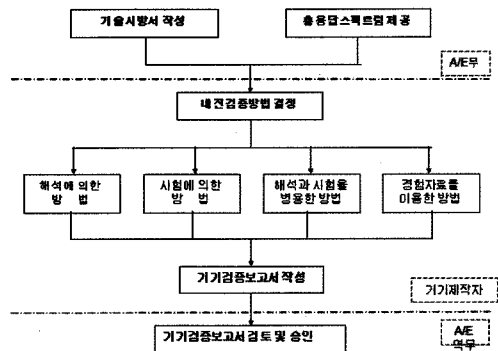 기술시방서 작성
층응답스펙트럼 제공
A/E무
내진검증방법 결정
해석에 의한
방 법
시험에 의한
방 법
해석과 시험을
병용한 방법
경험자료를
이용한 방법
기기검증보고서 작성
기기제작자
기기검증보고서 검토 및 승인
A/E
역무